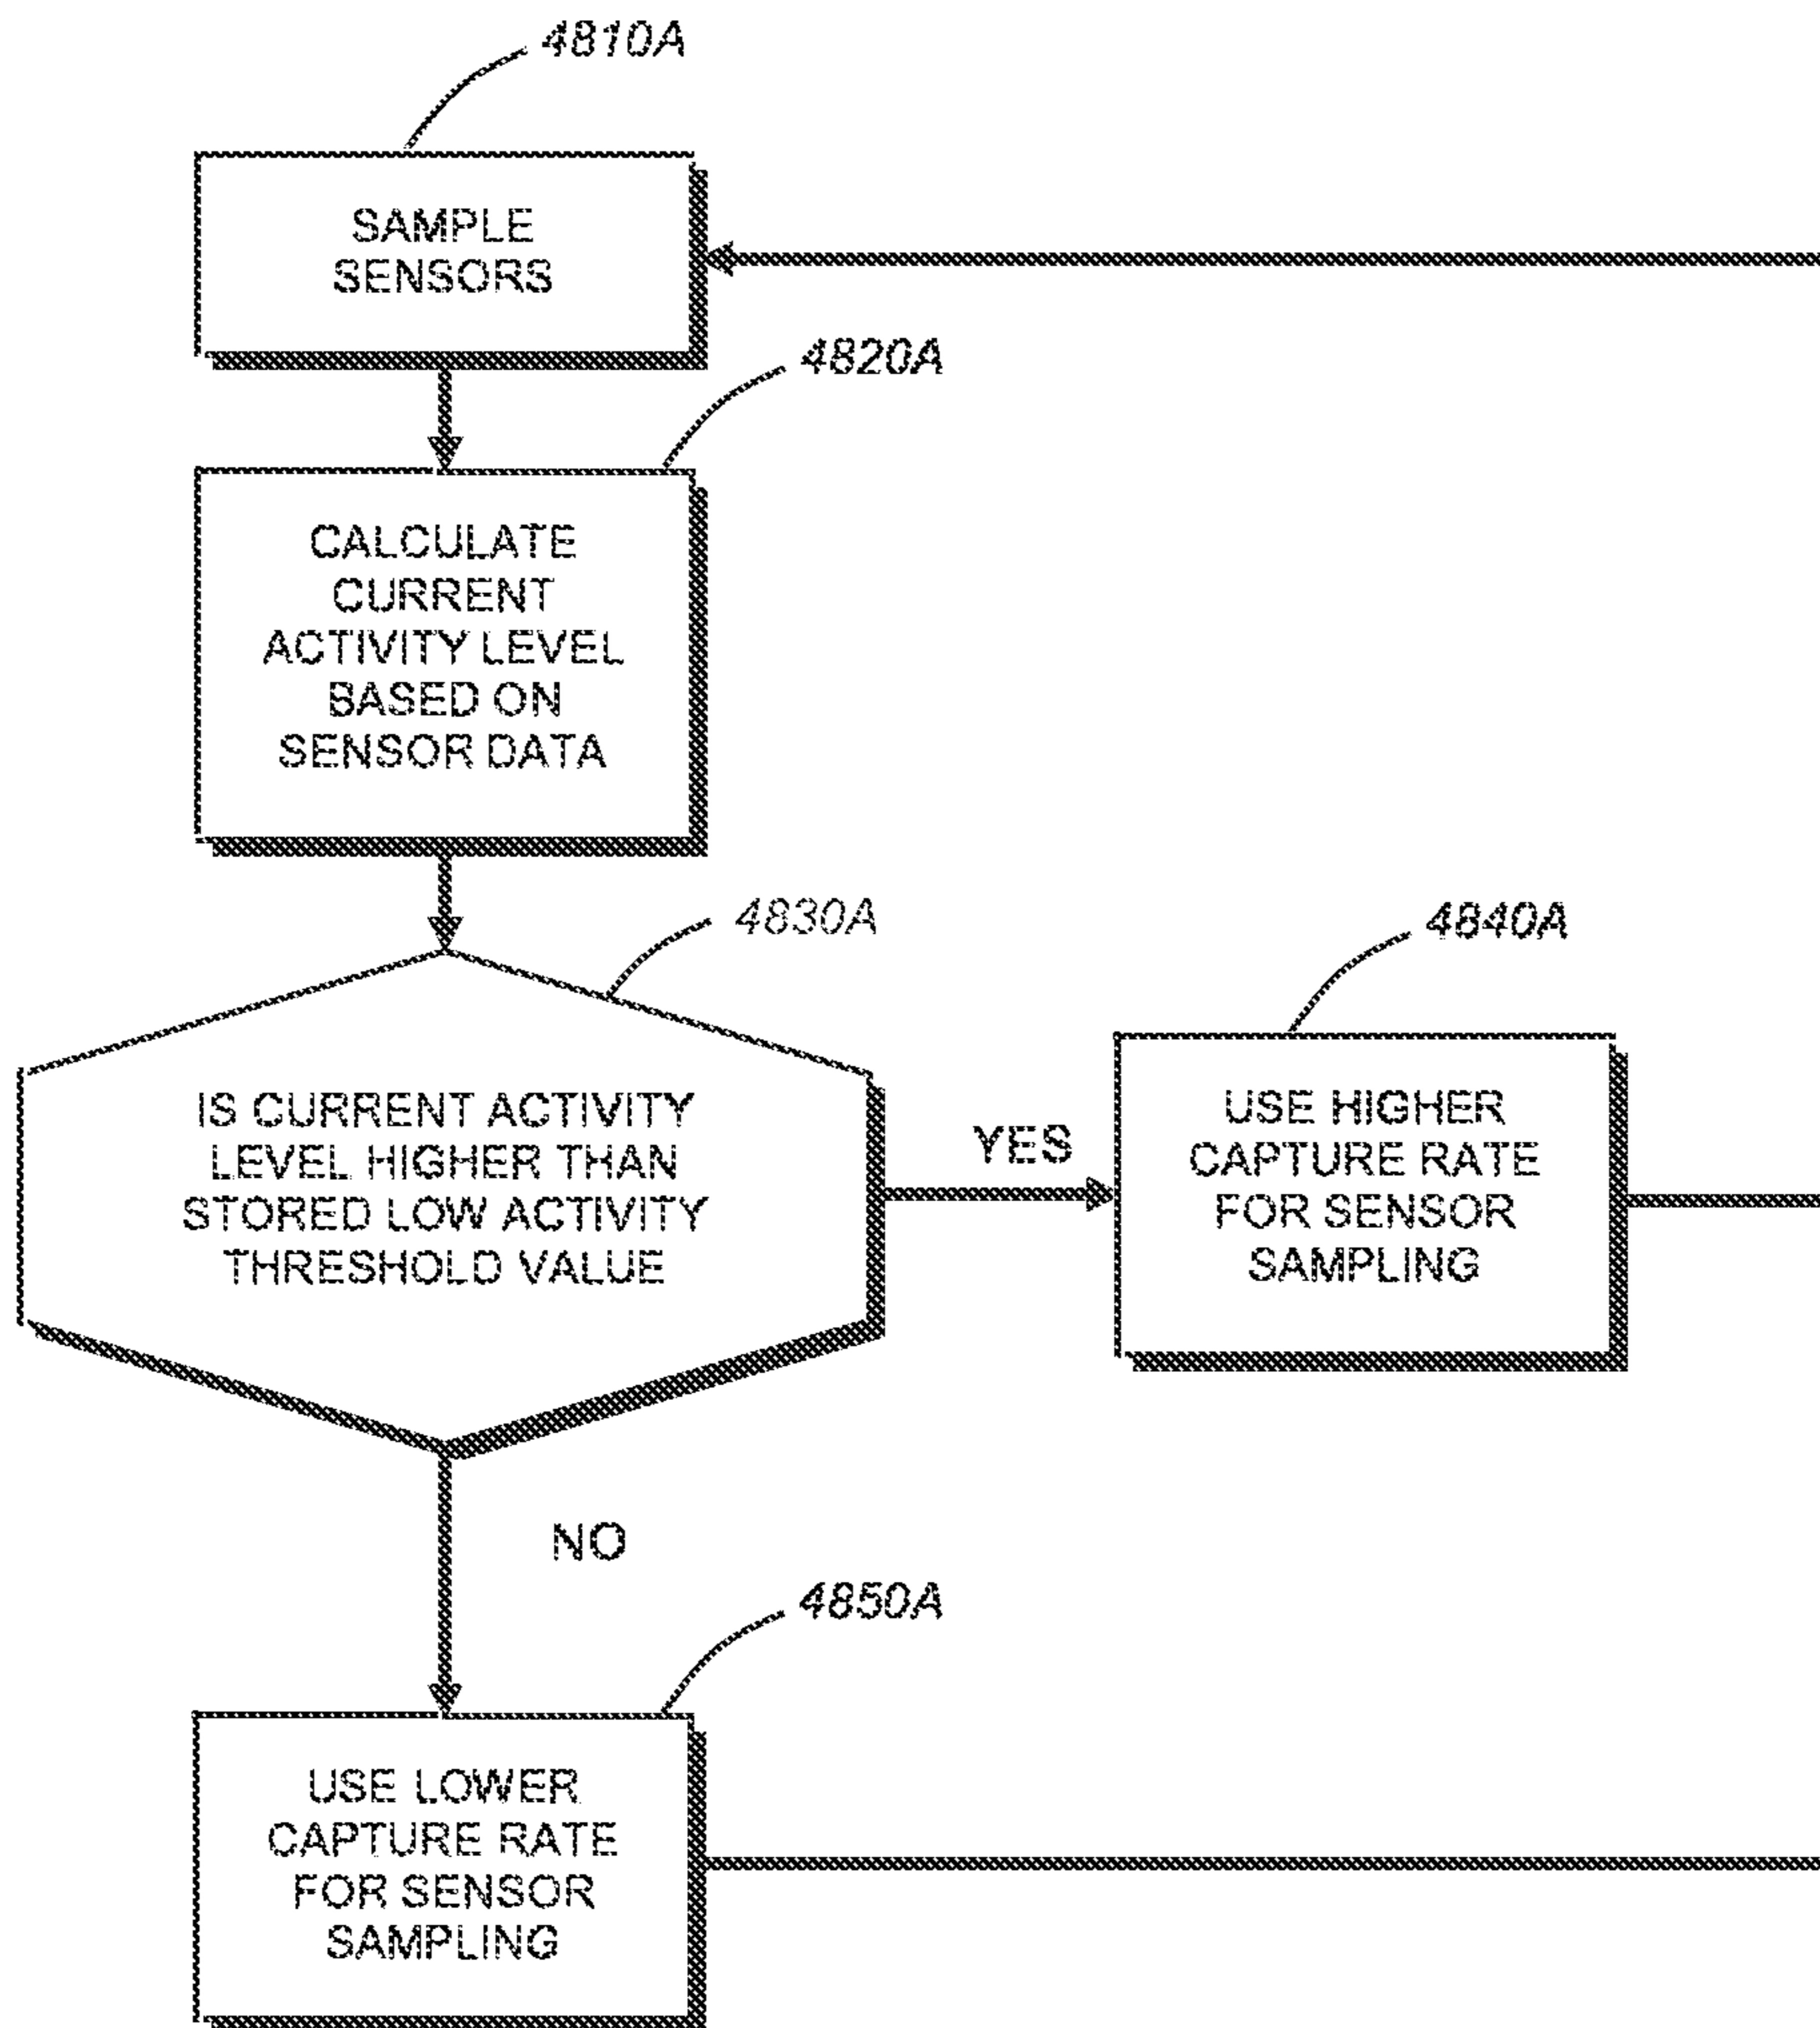 4810A
SAMPLE
SENSORS
4820A
CALCULATE
CURRENT
ACTIVITY LEVEL
BASED ON
SENSOR DATA
4830A
IS CURRENT ACTIVITY
LEVEL HIGHER THAN
STORED LOW ACTIVITY
THRESHOLD VALUE
YES
4840A
USE HIGHER
CAPTURE RATE
FOR SENSOR
SAMPLING
NO
4850A
USE LOWER
CAPTURE RATE
FOR SENSOR
SAMPLING